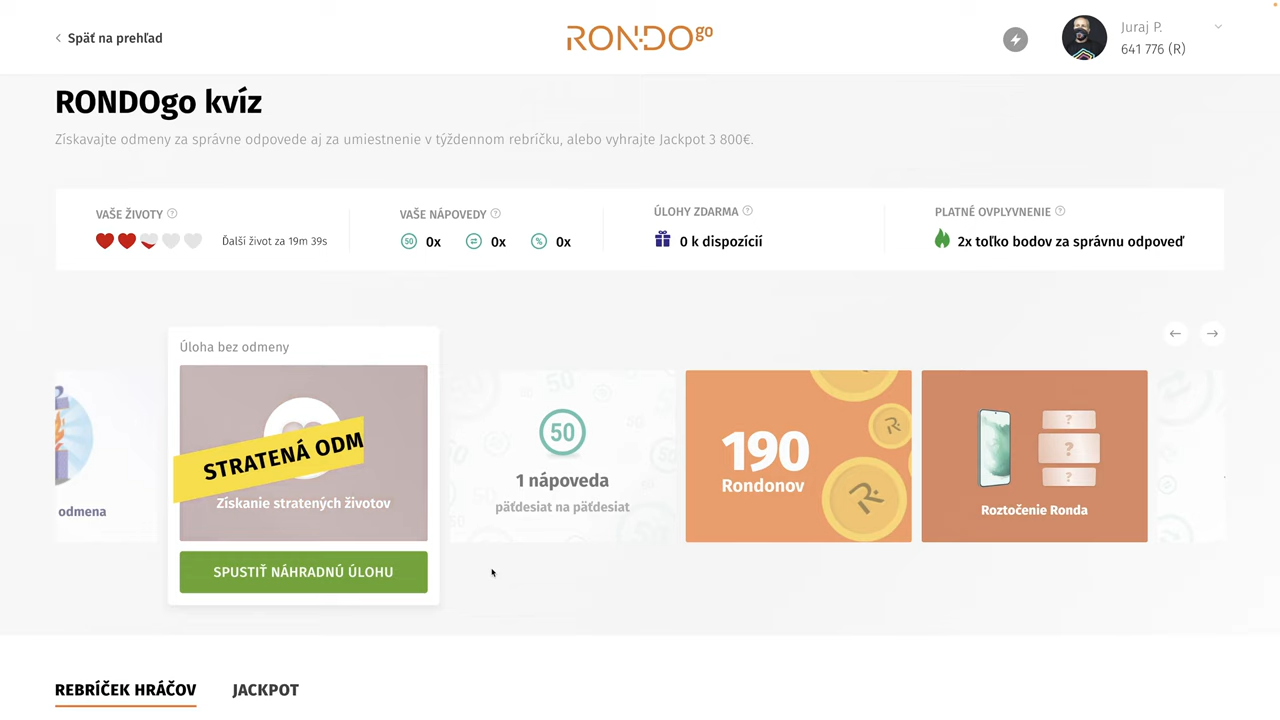 Späť na prehľad
RONDOgo
Juraj P.
641 776 (R)
RONDOgo kvíz
Získavajte odmeny za správne odpovede aj za umiestnenie v týždennom rebríčku, alebo vyhrajte Jackpot 3 800€.
VAŠE ŽIVOTY ?
Ďalší život za 19m 39s
VAŠE NÁPOVEDY ?
50 0x 0x % 0x
ÚLOHY ZDARMA ?
0 k dispozícií
PLATNÉ OVPLYVNENIE ?
2x toľko bodov za správnu odpoveď
odmena
Úloha bez odmeny
STRATENÁ ODM
Získanie stratených životov
SPUSTIŤ NÁHRADNÚ ÚLOHU
50
1 nápoveda
päťdesiat na päťdesiat
190
Rondonov
R
R
?
?
?
Roztočenie Ronda
REBRÍČEK HRÁČOV
JACKPOT